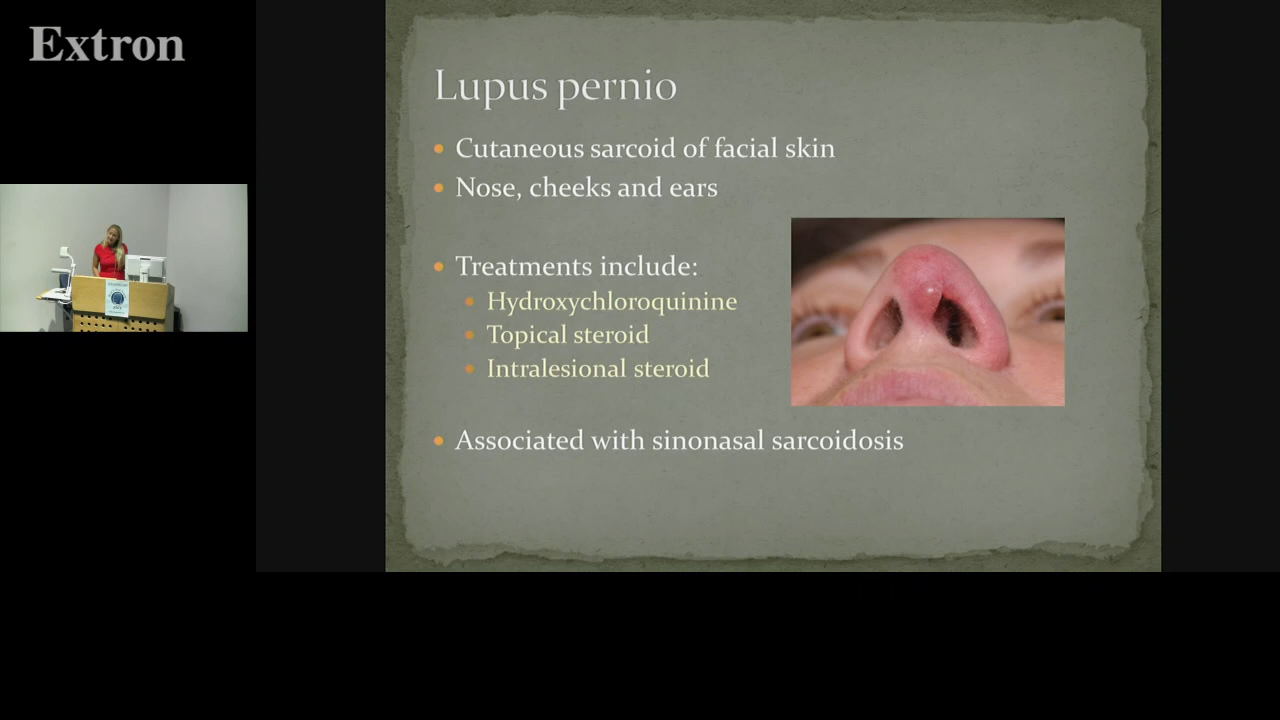 Extron
Lupus pernio
Cutaneous sarcoid of facial skin
Nose, cheeks and ears
Treatments include:
Hydroxychloroquinine
Topical steroid
Intralesional steroid
Associated with sinonasal sarcoidosis